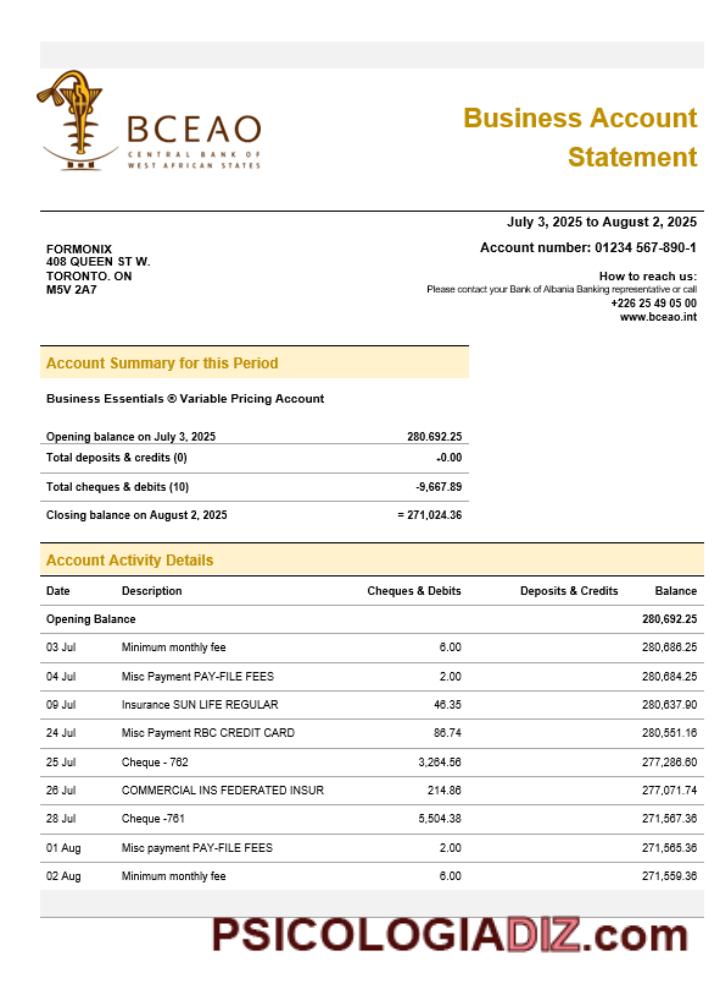 BCEAO
CENTRAL BANK OF
WEST AFRICAN STATES
Business Account
Statement
July 3, 2025 to August 2, 2025
FORMONIX
408 QUEEN ST W.
TORONTO. ON
M5V 2A7
Account number: 01234 567-890-1
How to reach us:
Please contact your Bank of Albania Banking representative or call
+226 25 49 05 00
www.bceao.int
Account Summary for this Period
Business Essentials ® Variable Pricing Account
Opening balance on July 3, 2025 280.692.25
Total deposits & credits (0) -0.00
Total cheques & debits (10) -9,667.89
Closing balance on August 2, 2025 = 271,024.36
Account Activity Details
Date Description Cheques & Debits Deposits & Credits Balance
Opening Balance 280,692.25
03 Jul Minimum monthly fee 6.00 280,686.25
04 Jul Misc Payment PAY-FILE FEES 2.00 280,684.25
09 Jul Insurance SUN LIFE REGULAR 46.35 280,637.90
24 Jul Misc Payment RBC CREDIT CARD 86.74 280,551.16
25 Jul Cheque - 762 3,264.56 277,286.60
26 Jul COMMERCIAL INS FEDERATED INSUR 214.86 277,071.74
28 Jul Cheque -761 5,504.38 271,567.36
01 Aug Misc payment PAY-FILE FEES 2.00 271,565.36
02 Aug Minimum monthly fee 6.00 271,559.36
PSICOLOGIADIZ.com